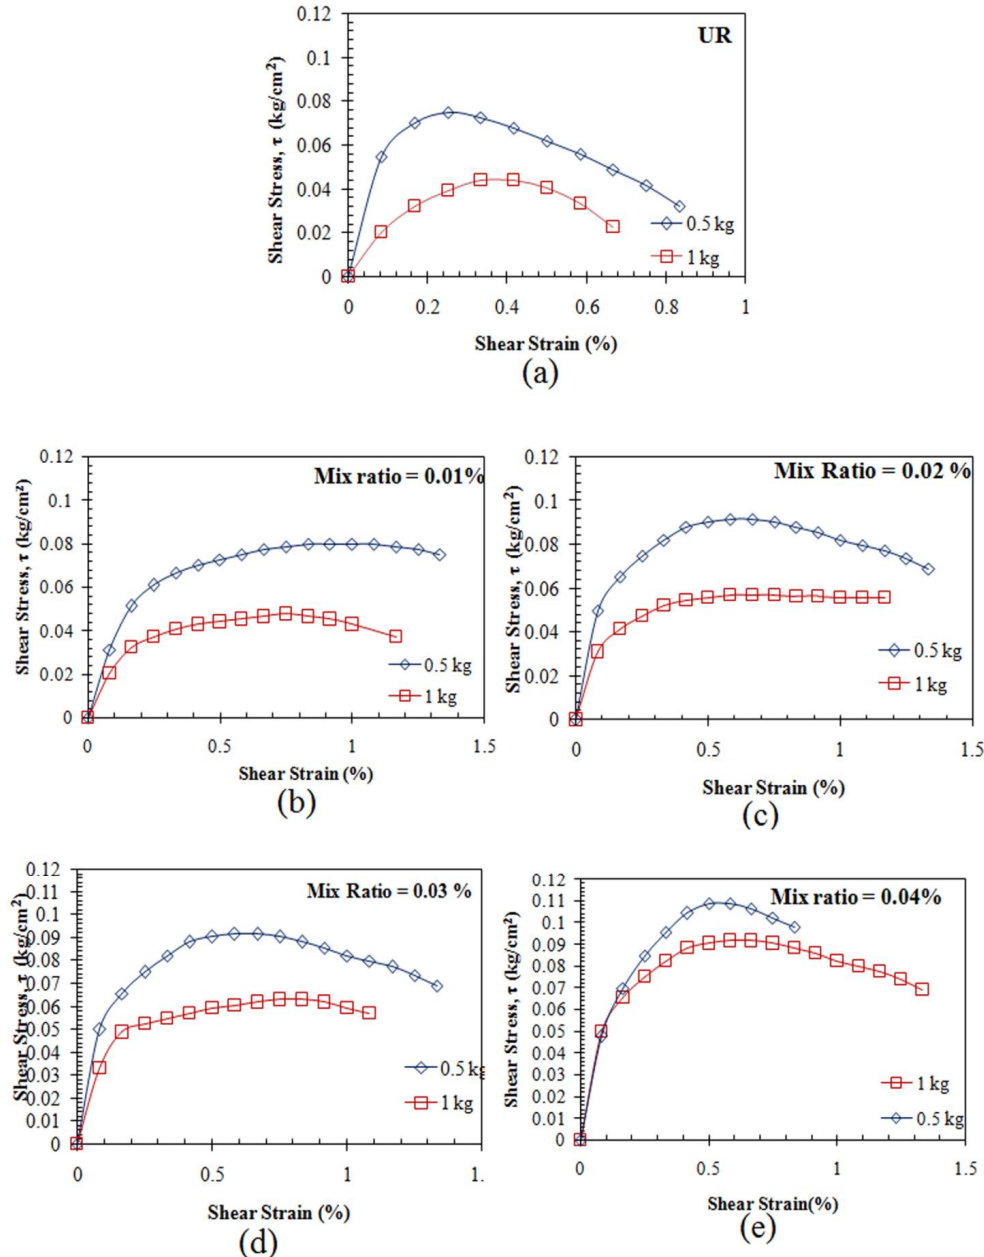 0.12
UR
0.1
0.08
0.06
0.04
0.02
0
Shear Stress, τ (kg/cm²)
0.5 kg
1 kg
0 0.2 0.4 0.6 0.8 1
Shear Strain (%)
(a)
0.12
Mix ratio = 0.01%
0.1
0.08
0.06
0.04
0.02
0
Shear Stress, τ (kg/cm²)
0.5 kg
1 kg
0 0.5 1 1.5
Shear Strain (%)
(b)
0.12
Mix Ratio = 0.02 %
0.1
0.08
0.06
0.04
0.02
0
Shear Stress, τ (kg/cm²)
0.5 kg
1 kg
0 0.5 1 1.5
Shear Strain (%)
(c)
0.12
Mix Ratio = 0.03 %
0.11
0.1
0.09
0.08
0.07
0.06
0.05
0.04
0.03
0.02
0.01
0
Shear Stress, τ (kg/cm²)
0.5 kg
1 kg
0 0.5 1 1.
Shear Strain (%)
(d)
0.12
Mix ratio = 0.04%
0.11
0.1
0.09
0.08
0.07
0.06
0.05
0.04
0.03
0.02
0.01
0
Shear Stress, τ (kg/cm²)
1 kg
0.5 kg
0 0.5 1 1.5
Shear Strain(%)
(e)